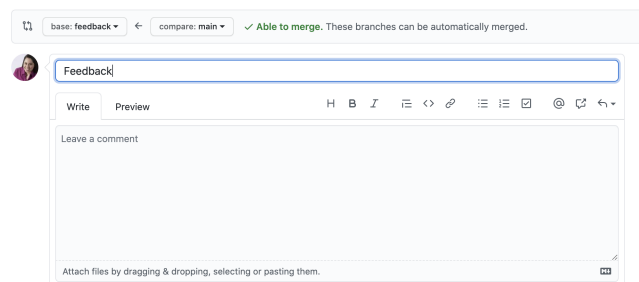 base: feedback compare: main Able to merge. These branches can be automatically merged.
Feedback
Write Preview H B I
Leave a comment
Attach files by dragging & dropping, selecting or pasting them.